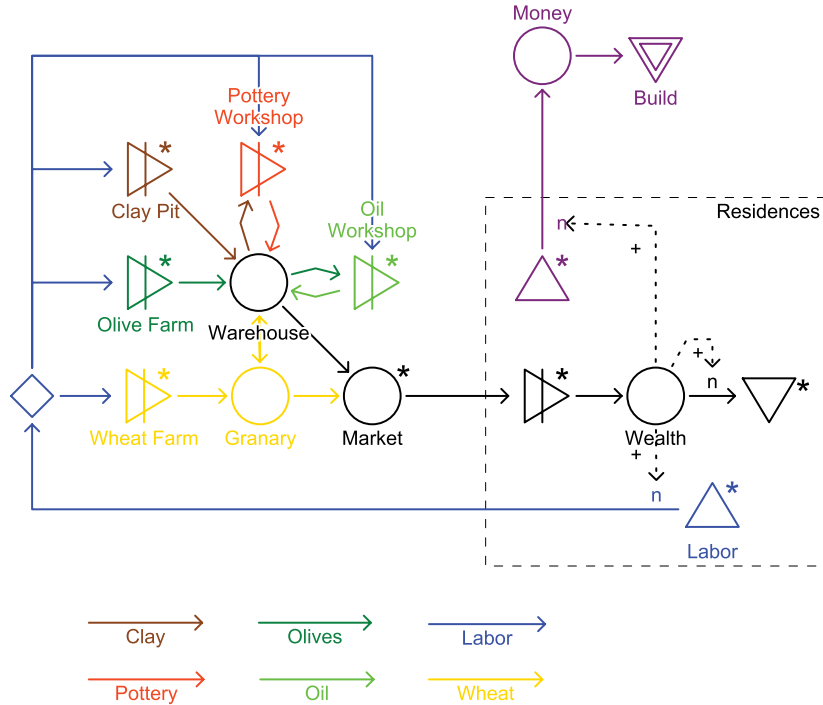 Money
Build
Pottery
Workshop
*
*
Clay Pit
Oil
Workshop
Residences
n
+
*
*
*
Olive Farm
Warehouse
+
n
*
*
*
*
Wheat Farm
Granary
Market
Wealth
+
n
*
Labor
Clay
Olives
Labor
Pottery
Oil
Wheat